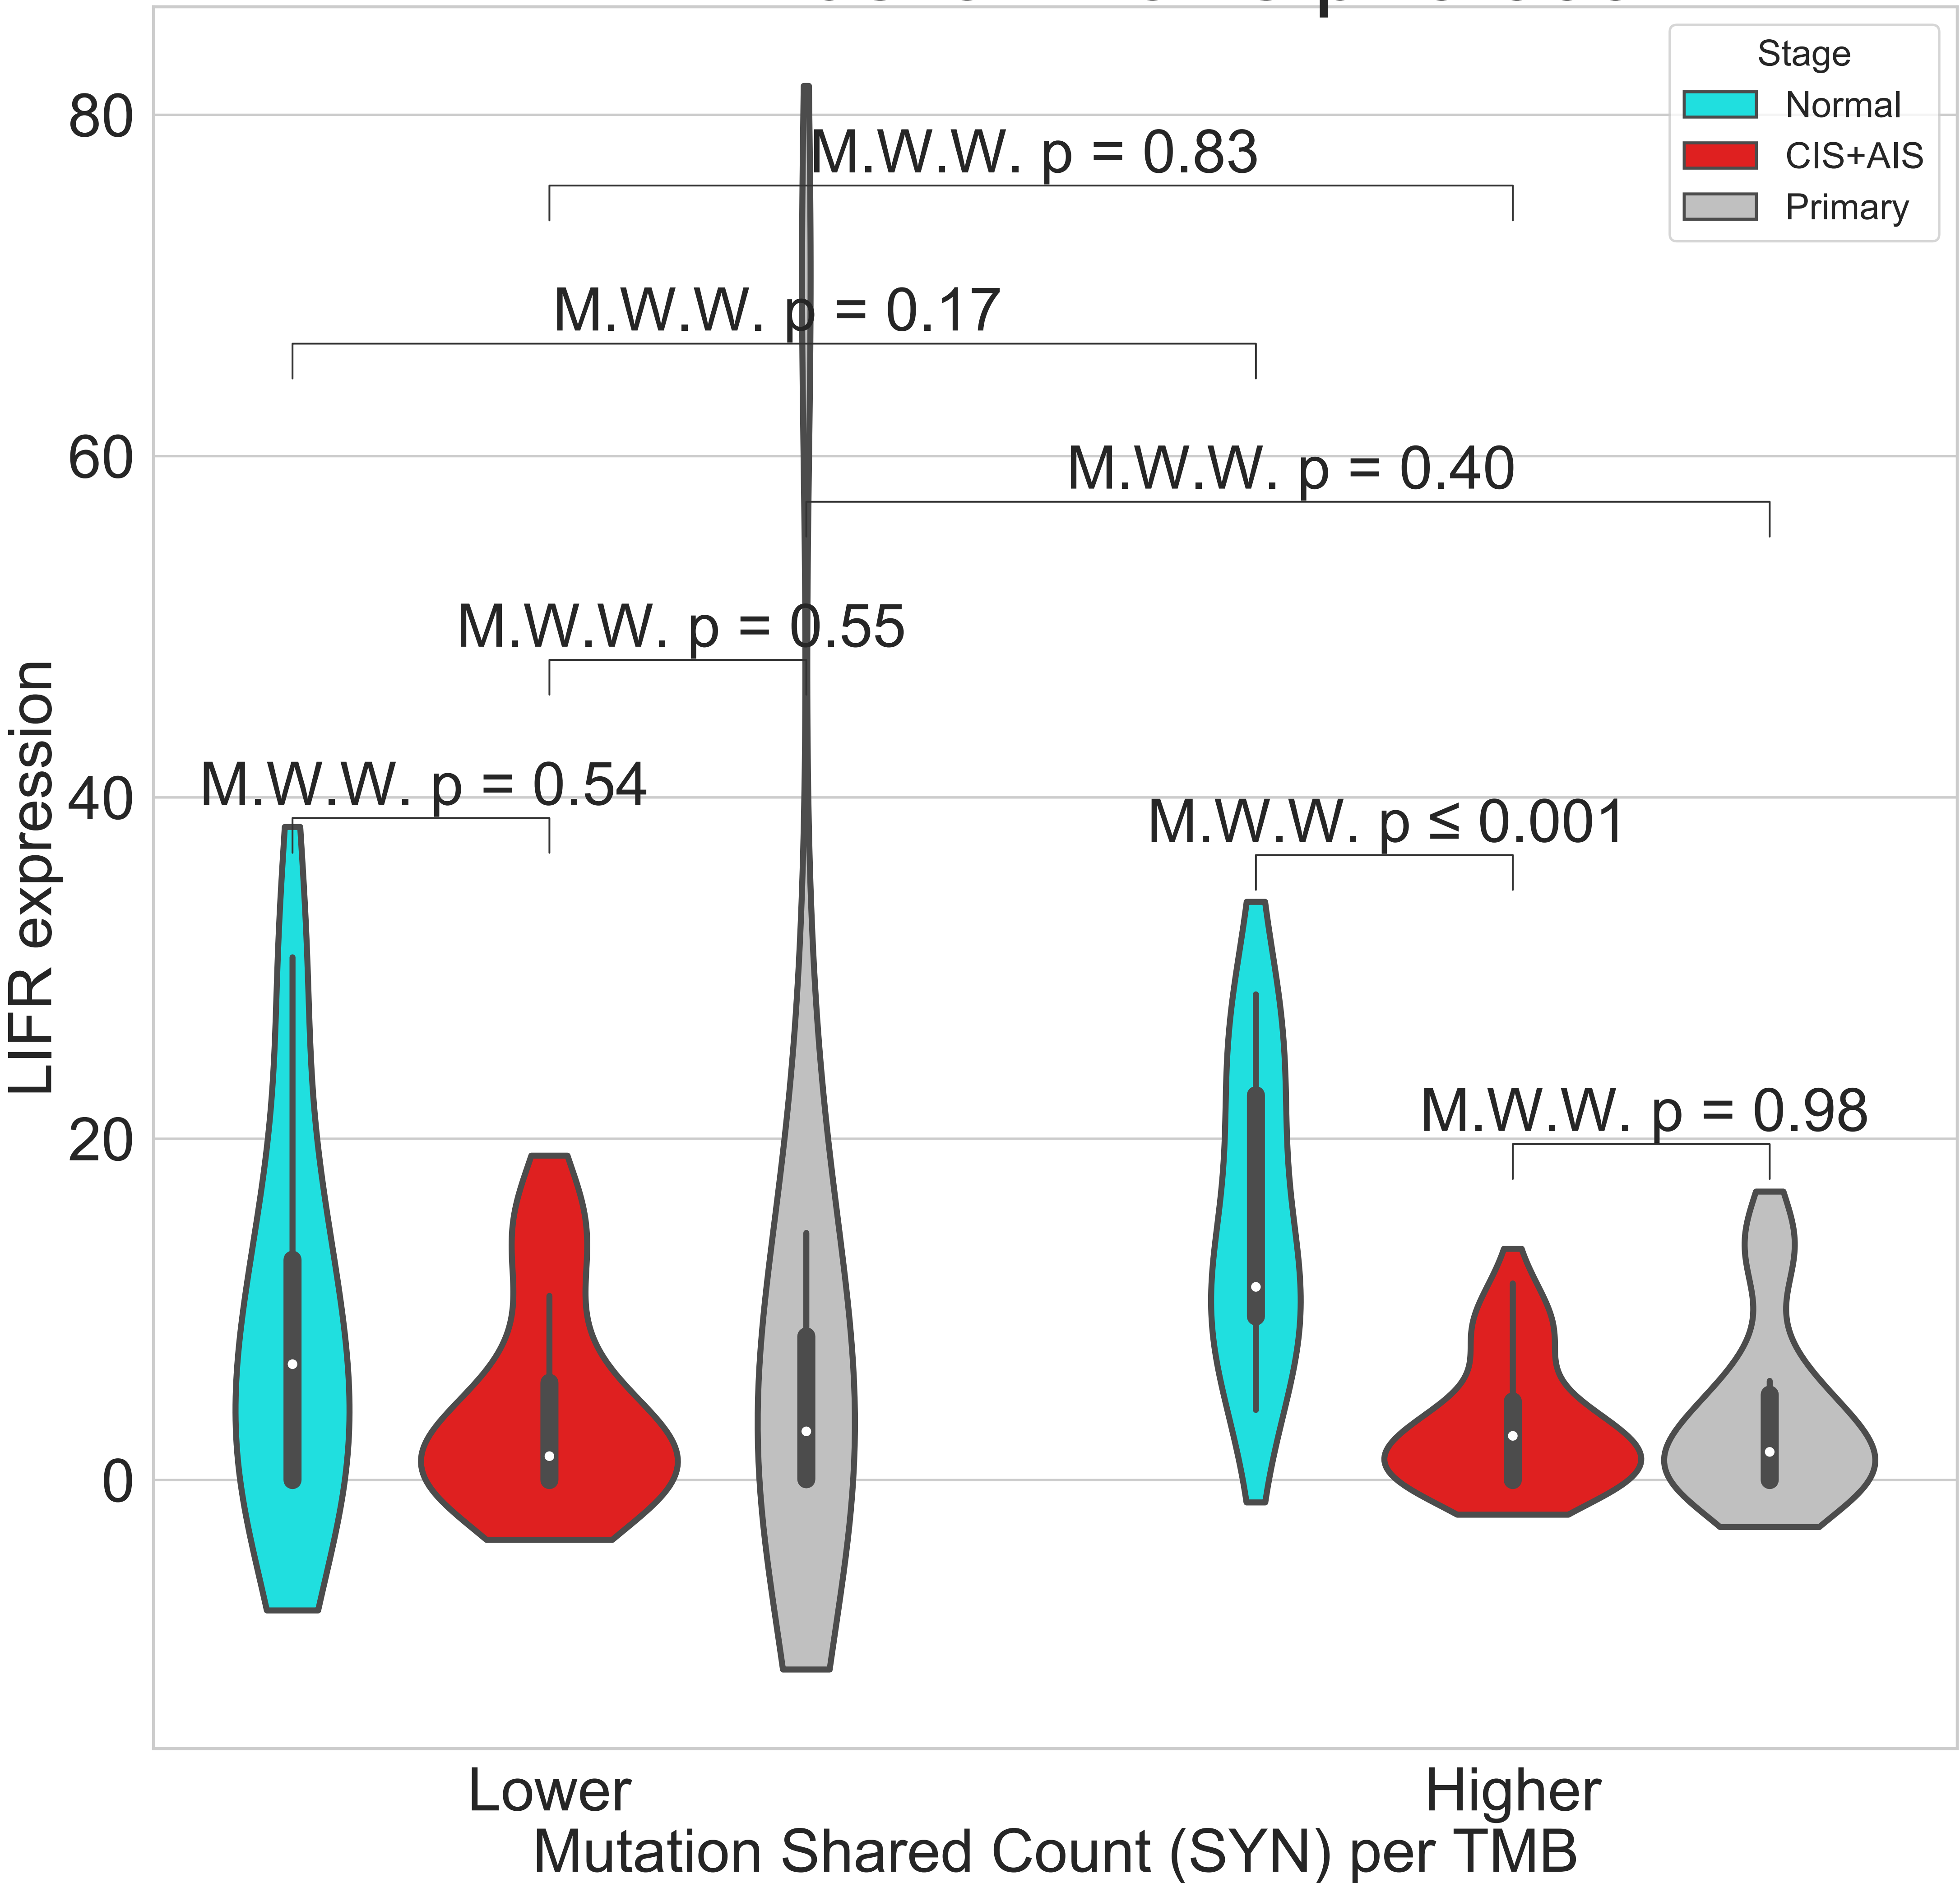 Stage
Normal
CIS+AIS
Primary
80
60
40
20
0
LIFR expression
M.W.W. p = 0.83
M.W.W. p = 0.17
M.W.W. p = 0.40
M.W.W. p = 0.55
M.W.W. p = 0.54
M.W.W. p ≤ 0.001
M.W.W. p = 0.98
Lower
Higher
Mutation Shared Count (SYN) per TMB